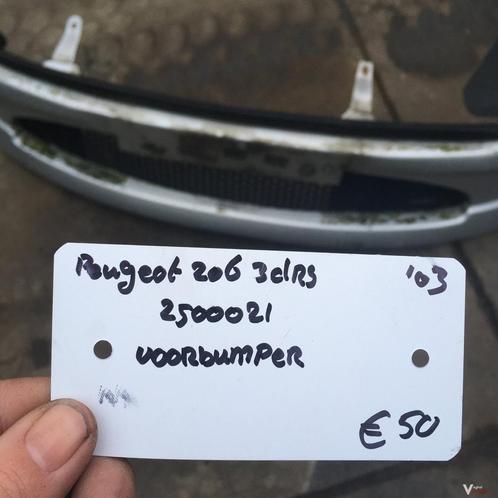 Peugeot 206 3dRS '03
2500021
voorbumper
€ 50